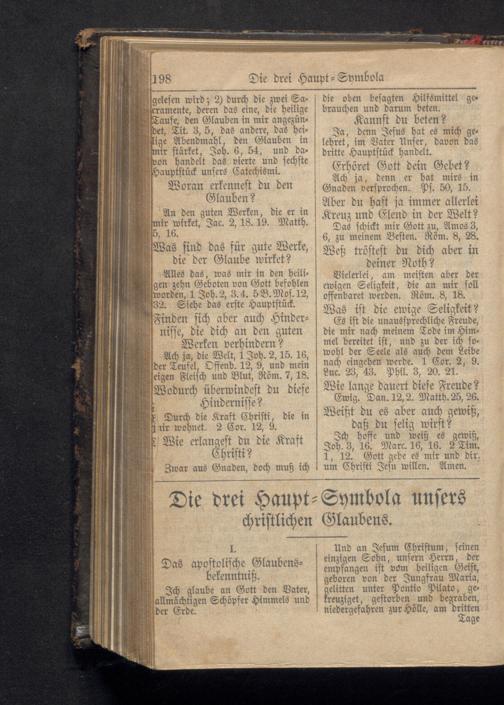 198
Die drei Haupt-Symbola
gelesen wird; 2) durch die zwei Sa-
cramente, deren das eine, die heilige
Taufe, den Glauben in mir angezün-
det, Tit. 3, 5, das andere, das hei-
lige Abendmahl, den Glauben in
mir stärket, Joh. 6, 54, und da-
von handelt das vierte und sechste
Hauptstück unsers Catechismi.
Woran erkennest du den
Glauben?
An den guten Werken, die er in
mir wirket, Jac. 2, 18. 19. Matth.
5, 16.
Was sind das für gute Werke,
die der Glaube wirket?
Alles das, was mir in den heili-
gen zehn Geboten von Gott befohlen
worden, 1 Joh. 2, 3. 4. 5 B. Mos. 12,
32. Siehe das erste Hauptstück.
Finden sich aber auch Hinder-
nisse, die dich an den guten
Werken verhindern?
Ach ja, die Welt, 1 Joh. 2, 15. 16,
der Teufel, Offenb. 12, 9, und mein
eigen Fleisch und Blut, Röm. 7, 18.
Wodurch überwindest du diese
Hindernisse?
Durch die Kraft Christi, die in
mir wohnet. 2 Cor. 12, 9.
Wie erlangest du die Kraft
Christi?
Zwar aus Gnaden, doch muß ich
die oben besagten Hilfsmittel ge-
brauchen und darum beten.
Kannst du beten?
Ja, denn Jesus hat es mich ge-
lehret, im Vater Unser, davon das
dritte Hauptstück handelt.
Erhöret Gott dein Gebet?
Ach ja, denn er hat mirs in
Gnaden versprochen. Ps. 50, 15.
Aber du hast ja immer allerlei
Kreuz und Elend in der Welt?
Das schickt mir Gott zu, Amos 3,
6, zu meinem Besten. Röm. 8, 28.
Weß tröstest du dich aber in
deiner Noth?
Vielerlei, am meisten aber der
ewigen Seligkeit, die an mir soll
offenbaret werden. Röm. 8, 18.
Was ist die ewige Seligkeit?
Es ist die unaussprechliche Freude,
die mir nach meinem Tode im Him-
mel bereitet ist, und zu der ich so-
wohl der Seele als auch dem Leibe
nach eingehen werde. 1 Cor. 2, 9.
Luc. 23, 43. Phil. 3, 20. 21.
Wie lange dauert diese Freude?
Ewig. Dan. 12, 2. Matth. 25, 26.
Weißt du es aber auch gewiß,
daß du selig wirst?
Ich hoffe und weiß es gewiß,
Joh. 3, 16. Marc. 16, 16. 2 Tim.
1, 12. Gott gebe es mir und dir,
um Christi Jesu willen. Amen.
Die drei Haupt-Symbola unsers
christlichen Glaubens.
I.
Das apostolische Glaubens-
bekenntniß.
Ich glaube an Gott den Vater,
allmächtigen Schöpfer Himmels und
der Erde.
Und an Jesum Christum, seinen
einzigen Sohn, unsern Herrn, der
empfangen ist vom heiligen Geist,
geboren von der Jungfrau Maria,
gelitten unter Pontio Pilato, ge-
kreuziget, gestorben und begraben,
niedergefahren zur Hölle, am dritten
Tage